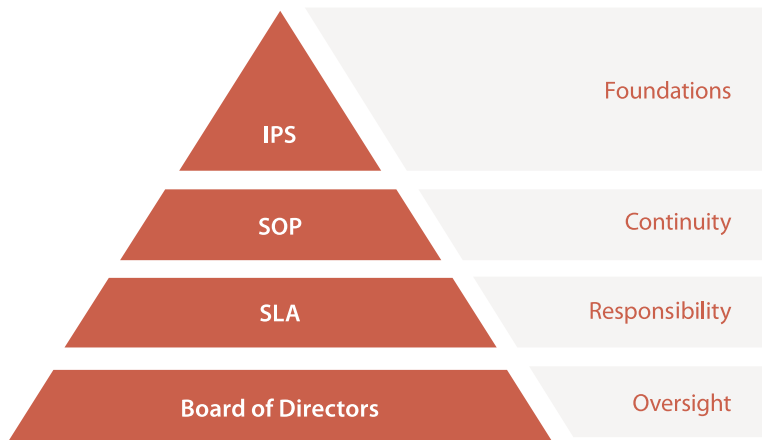 Foundations
IPS
SOP
Continuity
SLA
Responsibility
Board of Directors
Oversight